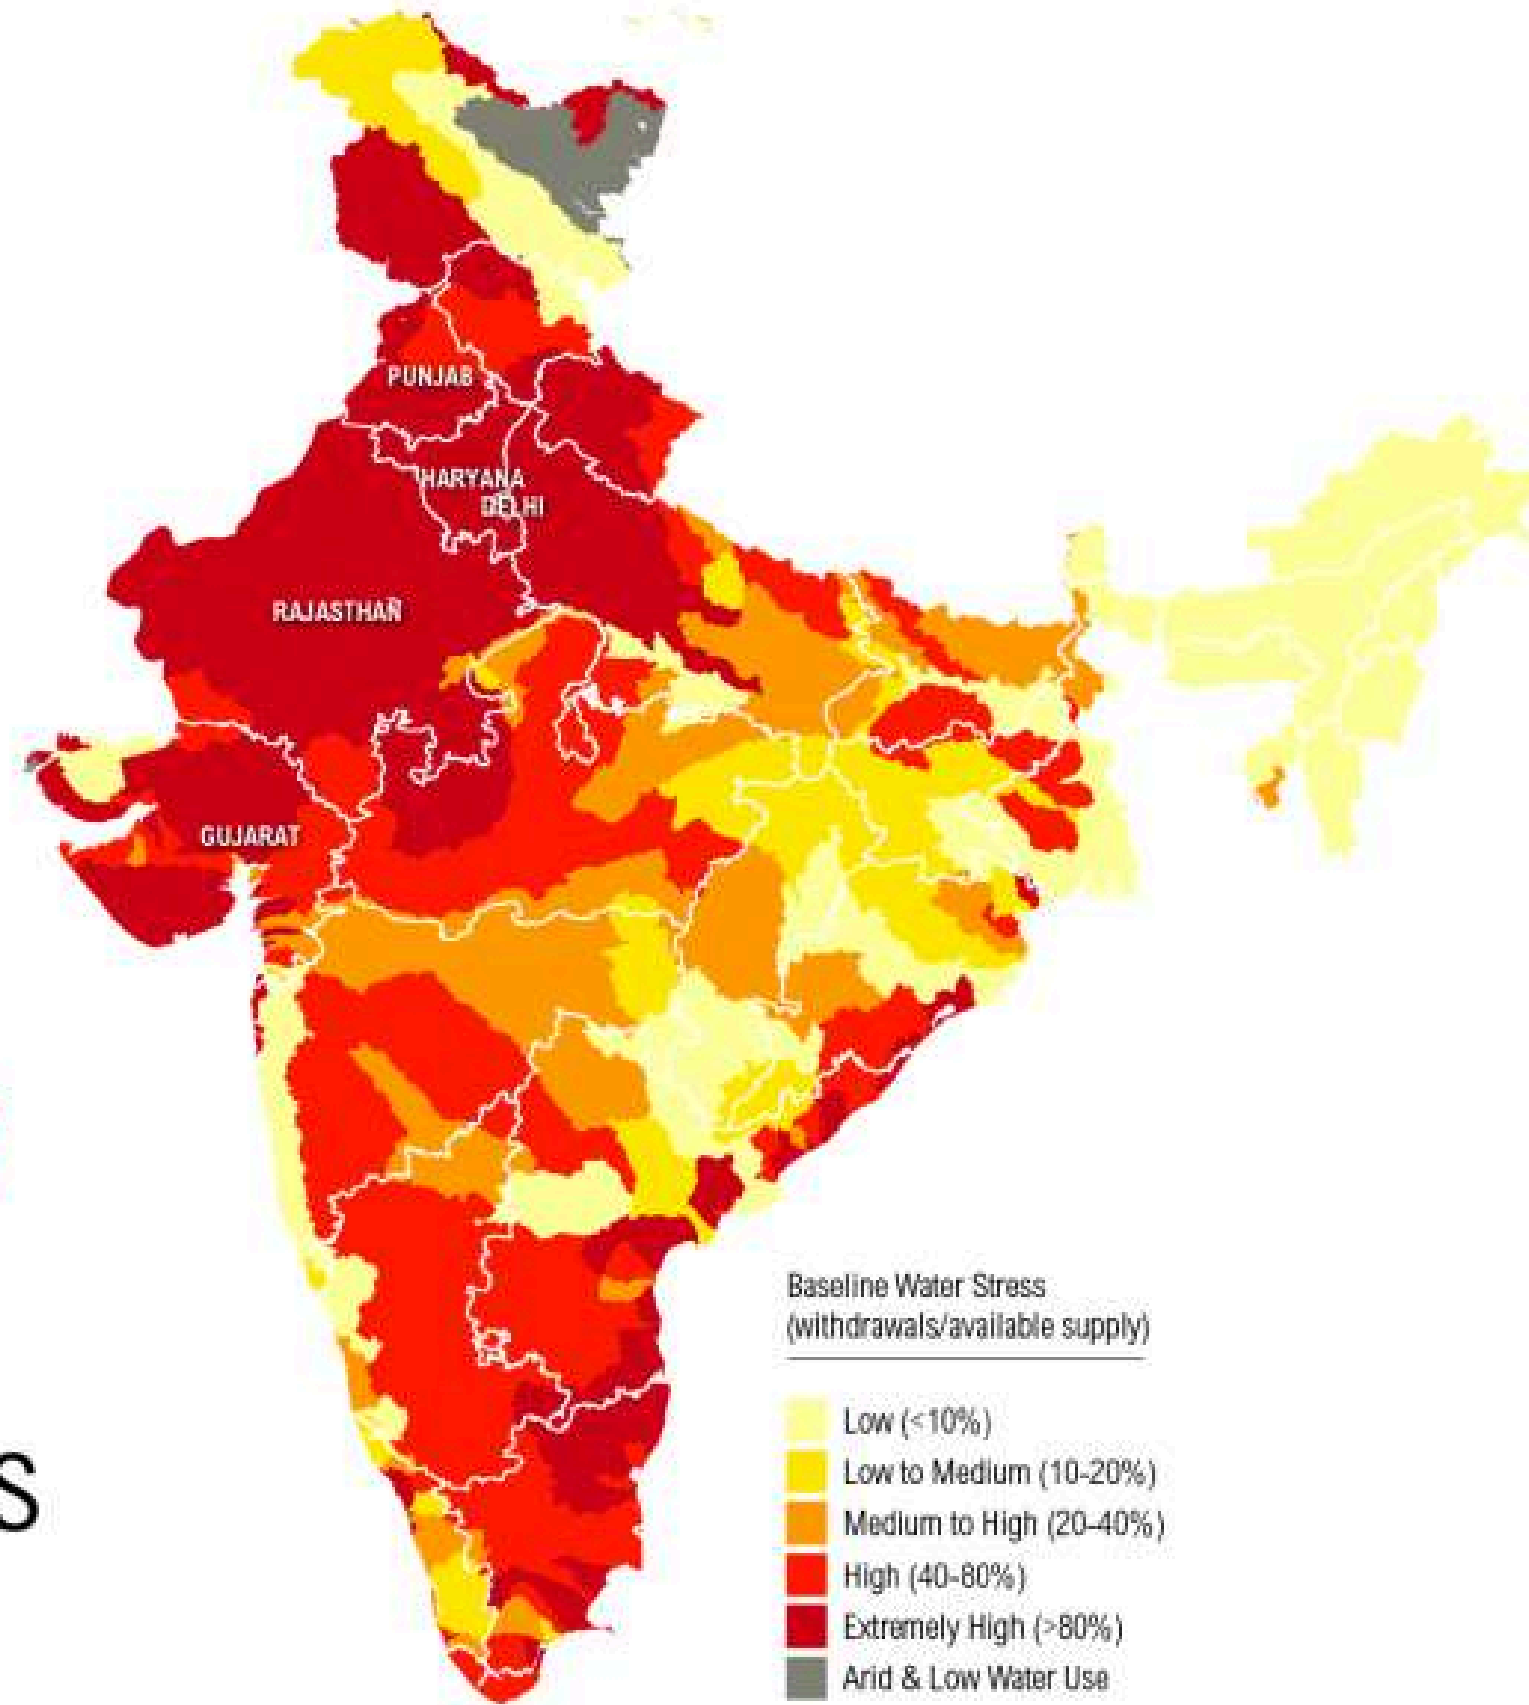 PUNJAB
HARYANA
DELHI
RAJASTHAN
GUJARAT
S
Baseline Water Stress
(withdrawals/available supply)
Low (<10%)
Low to Medium (10-20%)
Medium to High (20-40%)
High (40-80%)
Extremely High (>80%)
Arid & Low Water Use